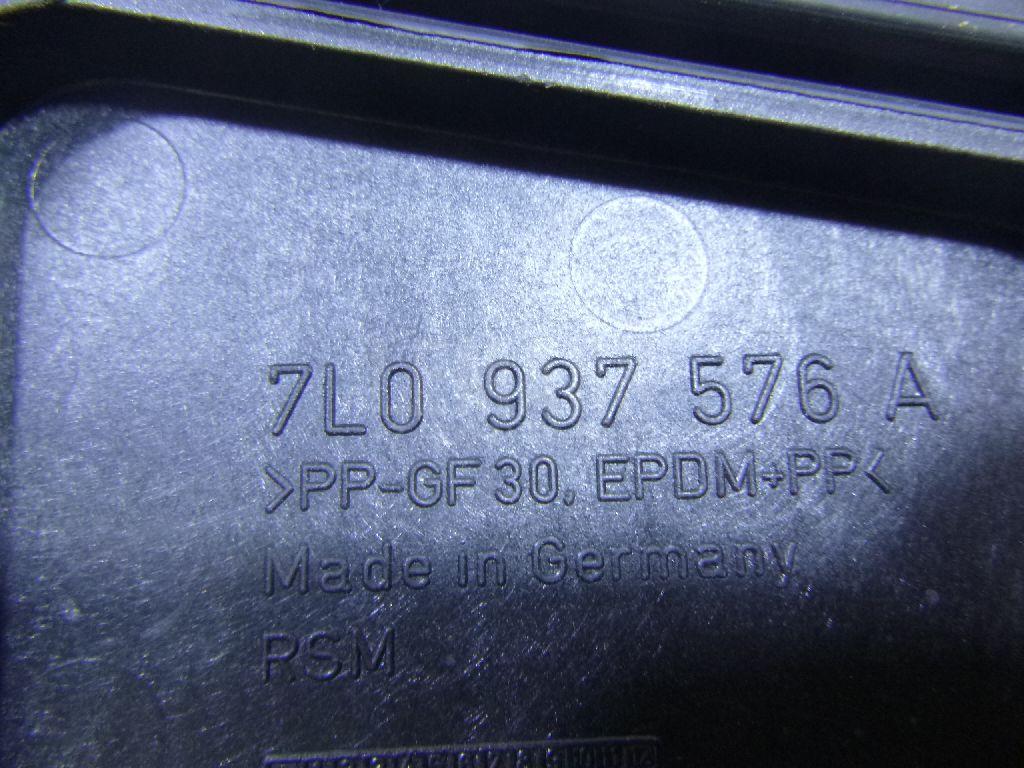 7L0 937 576 A
>PP-GF30, EPDM+PP<
Made in Germany
RSM